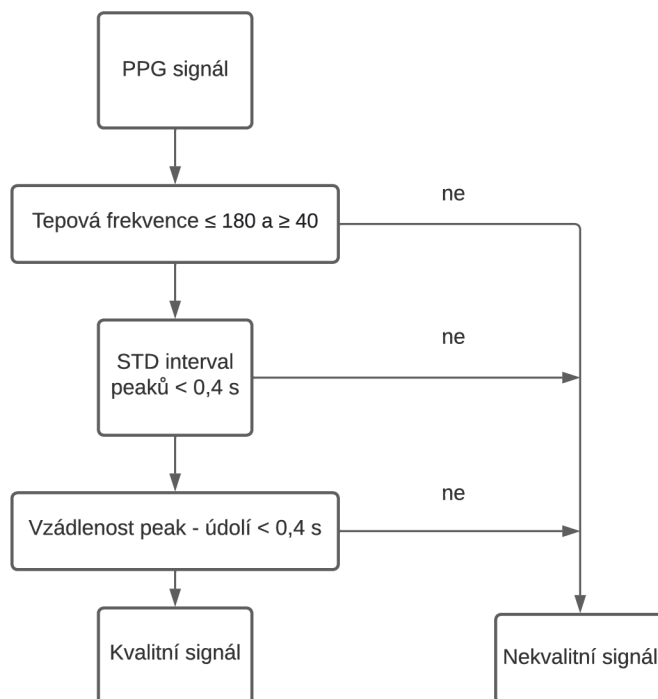 PPG signál
ne
Tepová frekvence ≤ 180 a ≥ 40
ne
STD interval
peaků < 0,4 s
ne
Vzádlenost peak - údolí < 0,4 s
Kvalitní signál
Nekvalitní signál